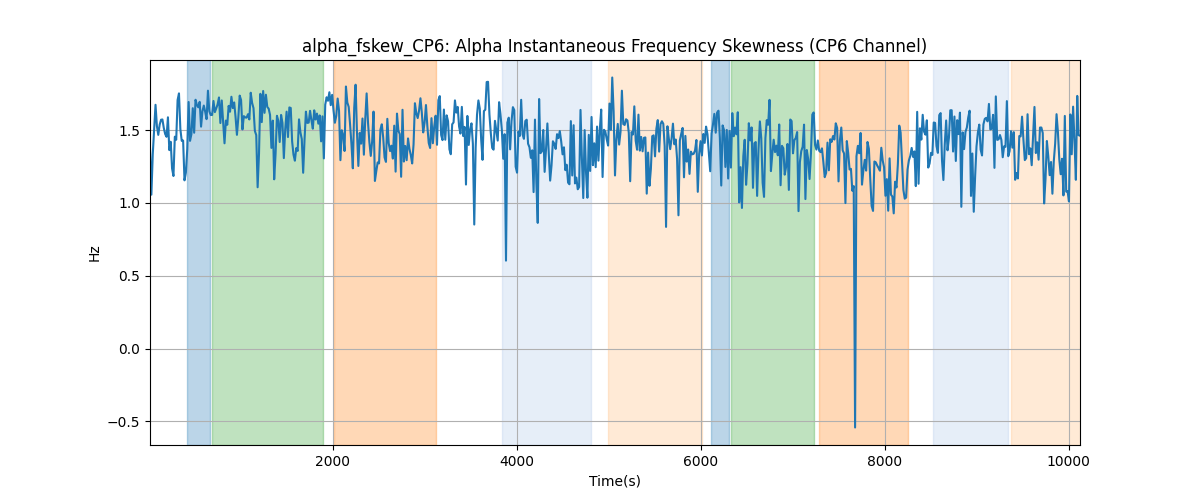 alpha_fskew_CP6: Alpha Instantaneous Frequency Skewness (CP6 Channel)
1.5
1.0
0.5
0.0
−0.5
Hz
2000 4000 6000 8000 10000
Time(s)